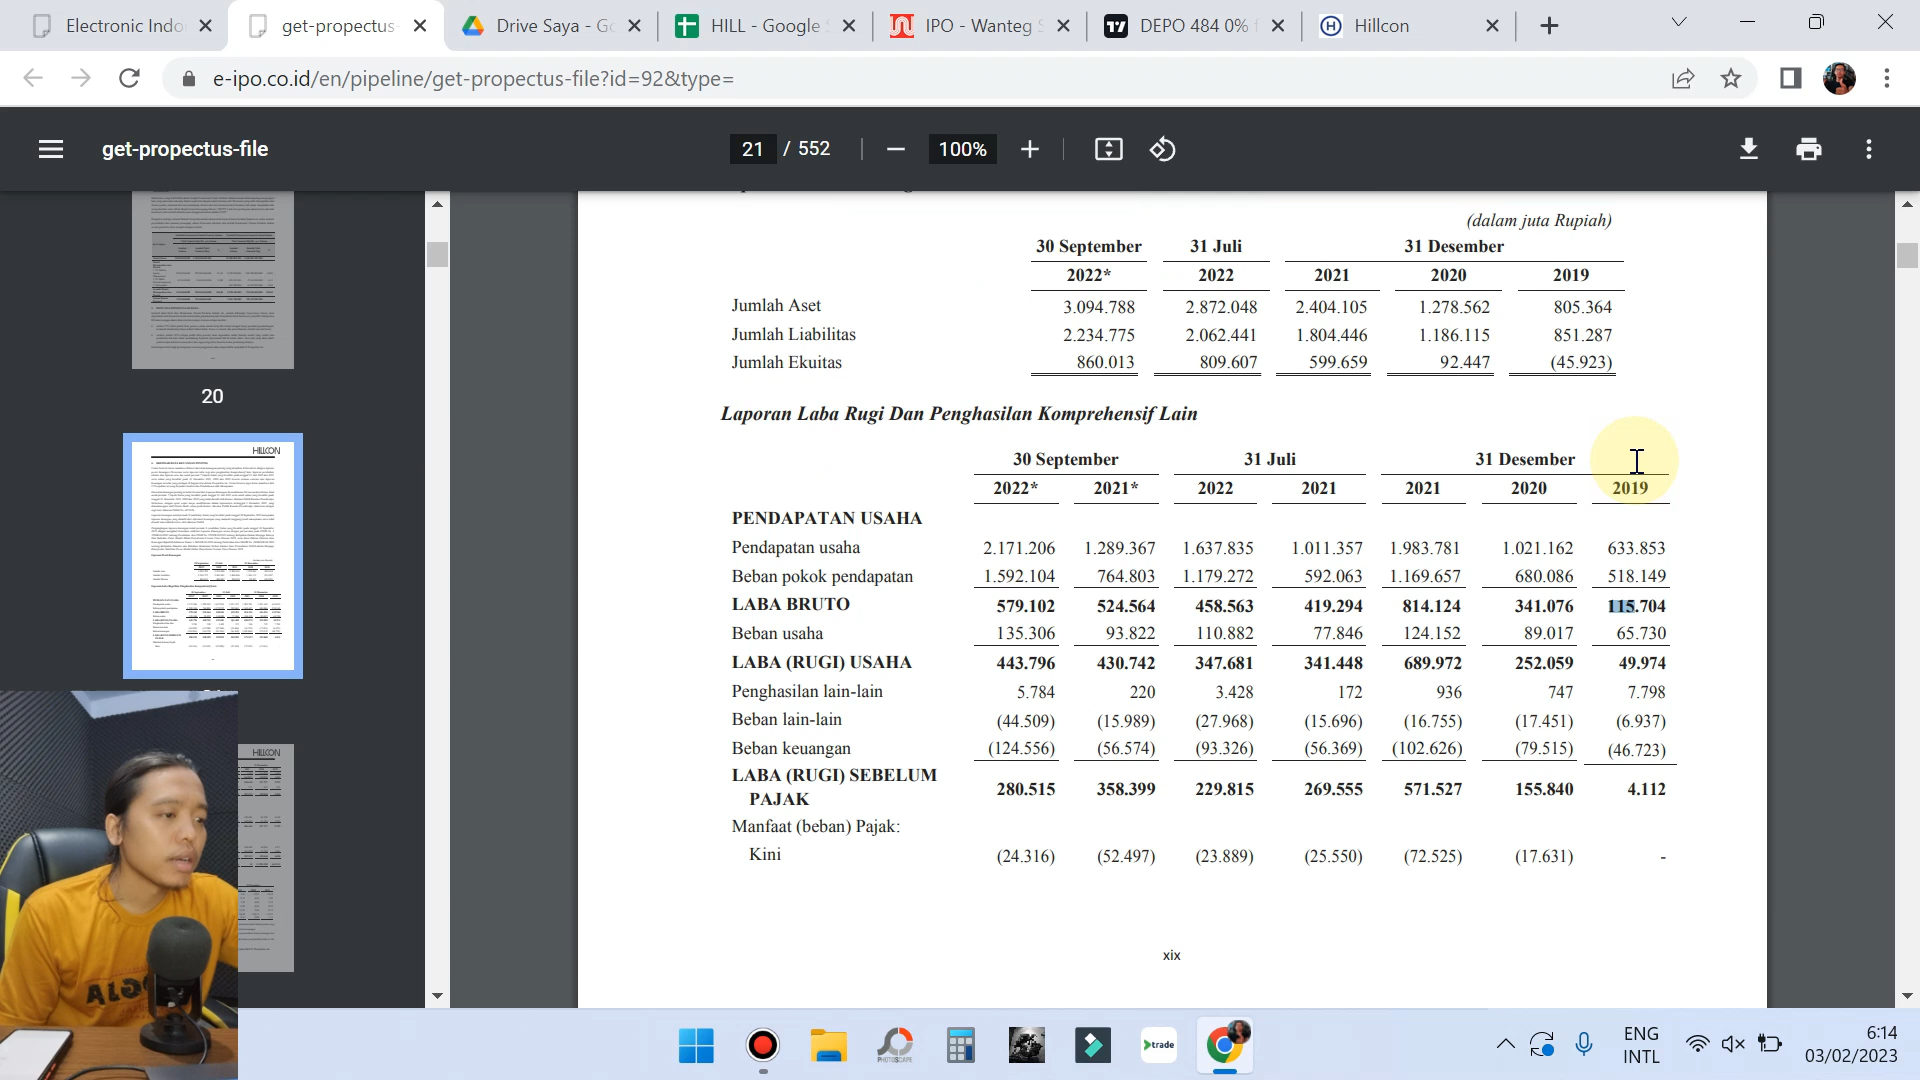 Electronic Indo
get-propectus-
Drive Saya - Go
HILL - Google S
IPO - Wanteg S
DEPO 484 0%
Hillcon
e-ipo.co.id/en/pipeline/get-propectus-file?id=92&type=
get-propectus-file
21 / 552
100%
20
HILLCON
HILLCON
(dalam juta Rupiah)
30 September 31 Juli 31 Desember
2022* 2022 2021 2020 2019
Jumlah Aset 3.094.788 2.872.048 2.404.105 1.278.562 805.364
Jumlah Liabilitas 2.234.775 2.062.441 1.804.446 1.186.115 851.287
Jumlah Ekuitas 860.013 809.607 599.659 92.447 (45.923)
Laporan Laba Rugi Dan Penghasilan Komprehensif Lain
30 September 31 Juli 31 Desember
2022* 2021* 2022 2021 2021 2020 2019
PENDAPATAN USAHA
Pendapatan usaha 2.171.206 1.289.367 1.637.835 1.011.357 1.983.781 1.021.162 633.853
Beban pokok pendapatan 1.592.104 764.803 1.179.272 592.063 1.169.657 680.086 518.149
LABA BRUTO 579.102 524.564 458.563 419.294 814.124 341.076 115.704
Beban usaha 135.306 93.822 110.882 77.846 124.152 89.017 65.730
LABA (RUGI) USAHA 443.796 430.742 347.681 341.448 689.972 252.059 49.974
Penghasilan lain-lain 5.784 220 3.428 172 936 747 7.798
Beban lain-lain (44.509) (15.989) (27.968) (15.696) (16.755) (17.451) (6.937)
Beban keuangan (124.556) (56.574) (93.326) (56.369) (102.626) (79.515) (46.723)
LABA (RUGI) SEBELUM
PAJAK 280.515 358.399 229.815 269.555 571.527 155.840 4.112
Manfaat (beban) Pajak:
Kini (24.316) (52.497) (23.889) (25.550) (72.525) (17.631) -
xix
PHOTOSCAPE
trade
ENG
INTL
6:14
03/02/2023